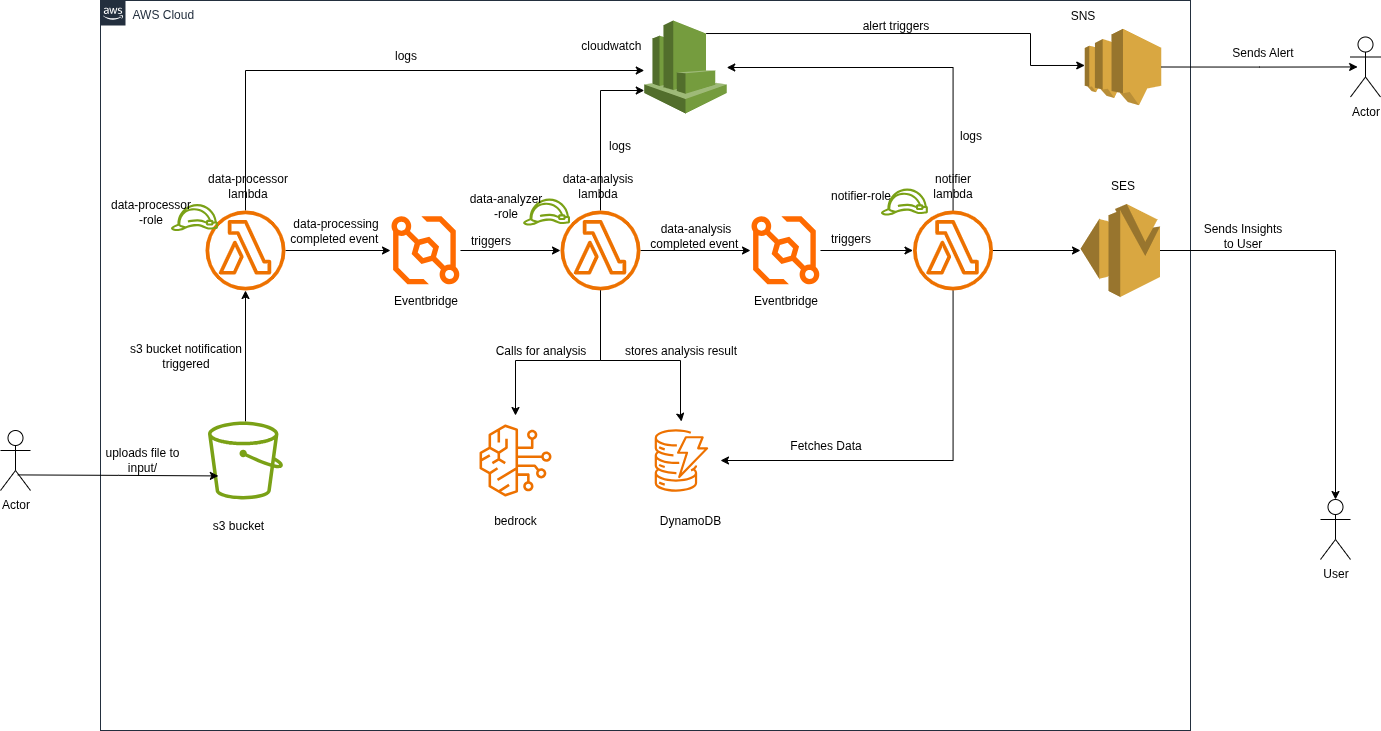 aws
AWS Cloud
SNS
alert triggers
cloudwatch
logs
Sends Alert
Actor
logs
logs
data-processor
lambda
data-processor
-role
data-processing
completed event
Eventbridge
data-analyzer
-role
triggers
data-analysis
lambda
data-analysis
completed event
Eventbridge
notifier-role
triggers
notifier
lambda
SES
Sends Insights
to User
s3 bucket notification
triggered
Calls for analysis
stores analysis result
Fetches Data
uploads file to
input/
Actor
s3 bucket
bedrock
DynamoDB
User